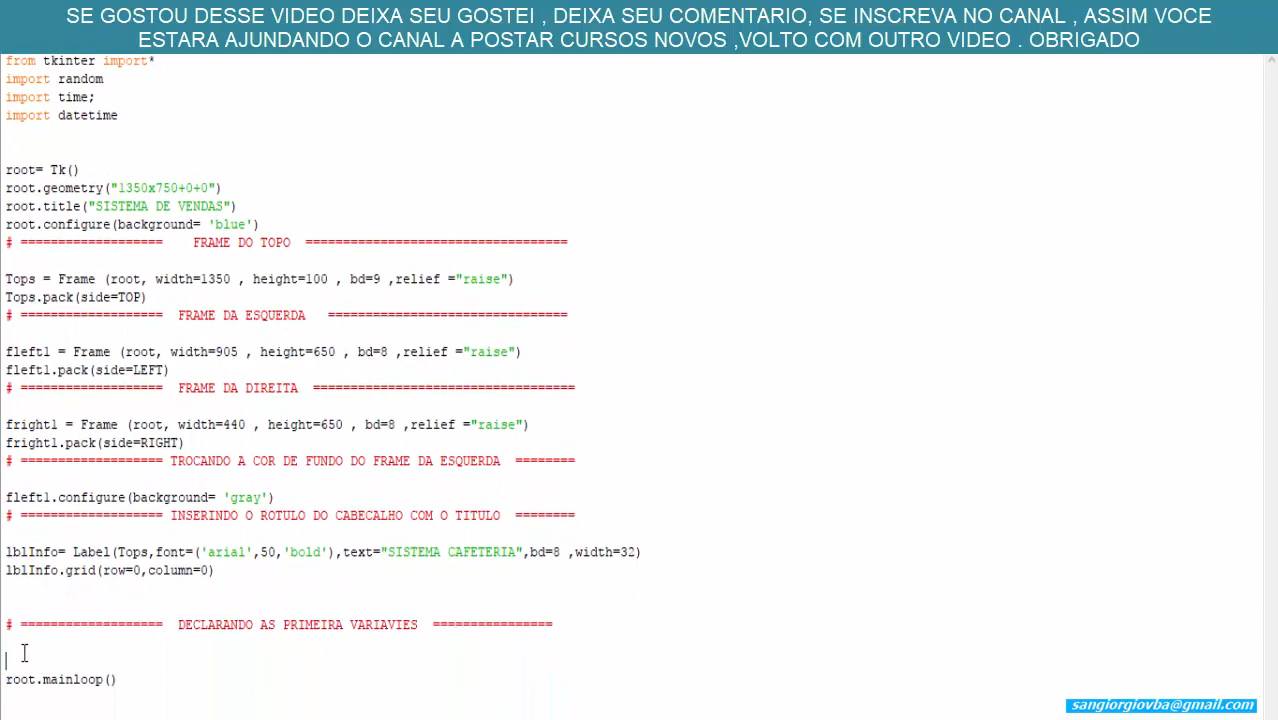 SE GOSTOU DESSE VIDEO DEIXA SEU GOSTEI , DEIXA SEU COMENTARIO, SE INSCREVA NO CANAL , ASSIM VOCE
ESTARA AJUNDANDO O CANAL A POSTAR CURSOS NOVOS ,VOLTO COM OUTRO VIDEO . OBRIGADO
from tkinter import*
import random
import time;
import datetime
root= Tk()
root.geometry("1350x750+0+0")
root.title("SISTEMA DE VENDAS")
root.configure(background= 'blue')
# =================== FRAME DO TOPO ===================================
Tops = Frame (root, width=1350 , height=100 , bd=9 ,relief ="raise")
Tops.pack(side=TOP)
# =================== FRAME DA ESQUERDA ================================
fleft1 = Frame (root, width=905 , height=650 , bd=8 ,relief ="raise")
fleft1.pack(side=LEFT)
# =================== FRAME DA DIREITA ===================================
fright1 = Frame (root, width=440 , height=650 , bd=8 ,relief ="raise")
fright1.pack(side=RIGHT)
# =================== TROCANDO A COR DE FUNDO DO FRAME DA ESQUERDA ========
fleft1.configure(background= 'gray')
# =================== INSERINDO O ROTULO DO CABECALHO COM O TITULO ========
lblInfo= Label(Tops,font=('arial',50,'bold'),text="SISTEMA CAFETERIA",bd=8 ,width=32)
lblInfo.grid(row=0,column=0)
# =================== DECLARANDO AS PRIMEIRA VARIAVIES ================
root.mainloop()
sangiorgiovba@gmail.com